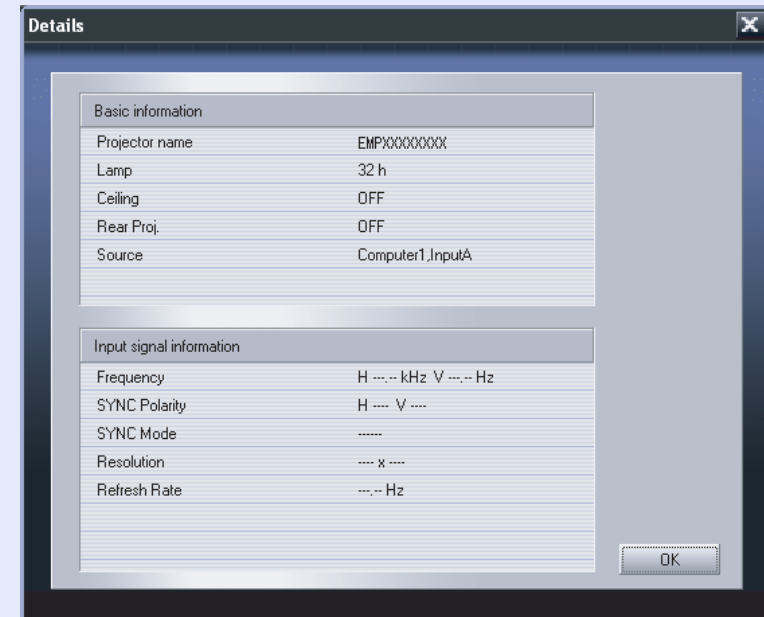 Details
Basic information
Projector name EMPXXXXXXXX
Lamp 32 h
Ceiling OFF
Rear Proj. OFF
Source Computer1,InputA
Input signal information
Frequency H ---.-- kHz V ---.-- Hz
SYNC Polarity H ---- V ----
SYNC Mode ------
Resolution ---- x ----
Refresh Rate ---.-- Hz
OK